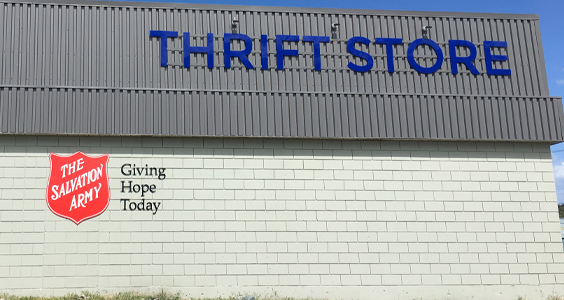 THRIFT STORE
THE
SALVATION
ARMY
Giving
Hope
Today